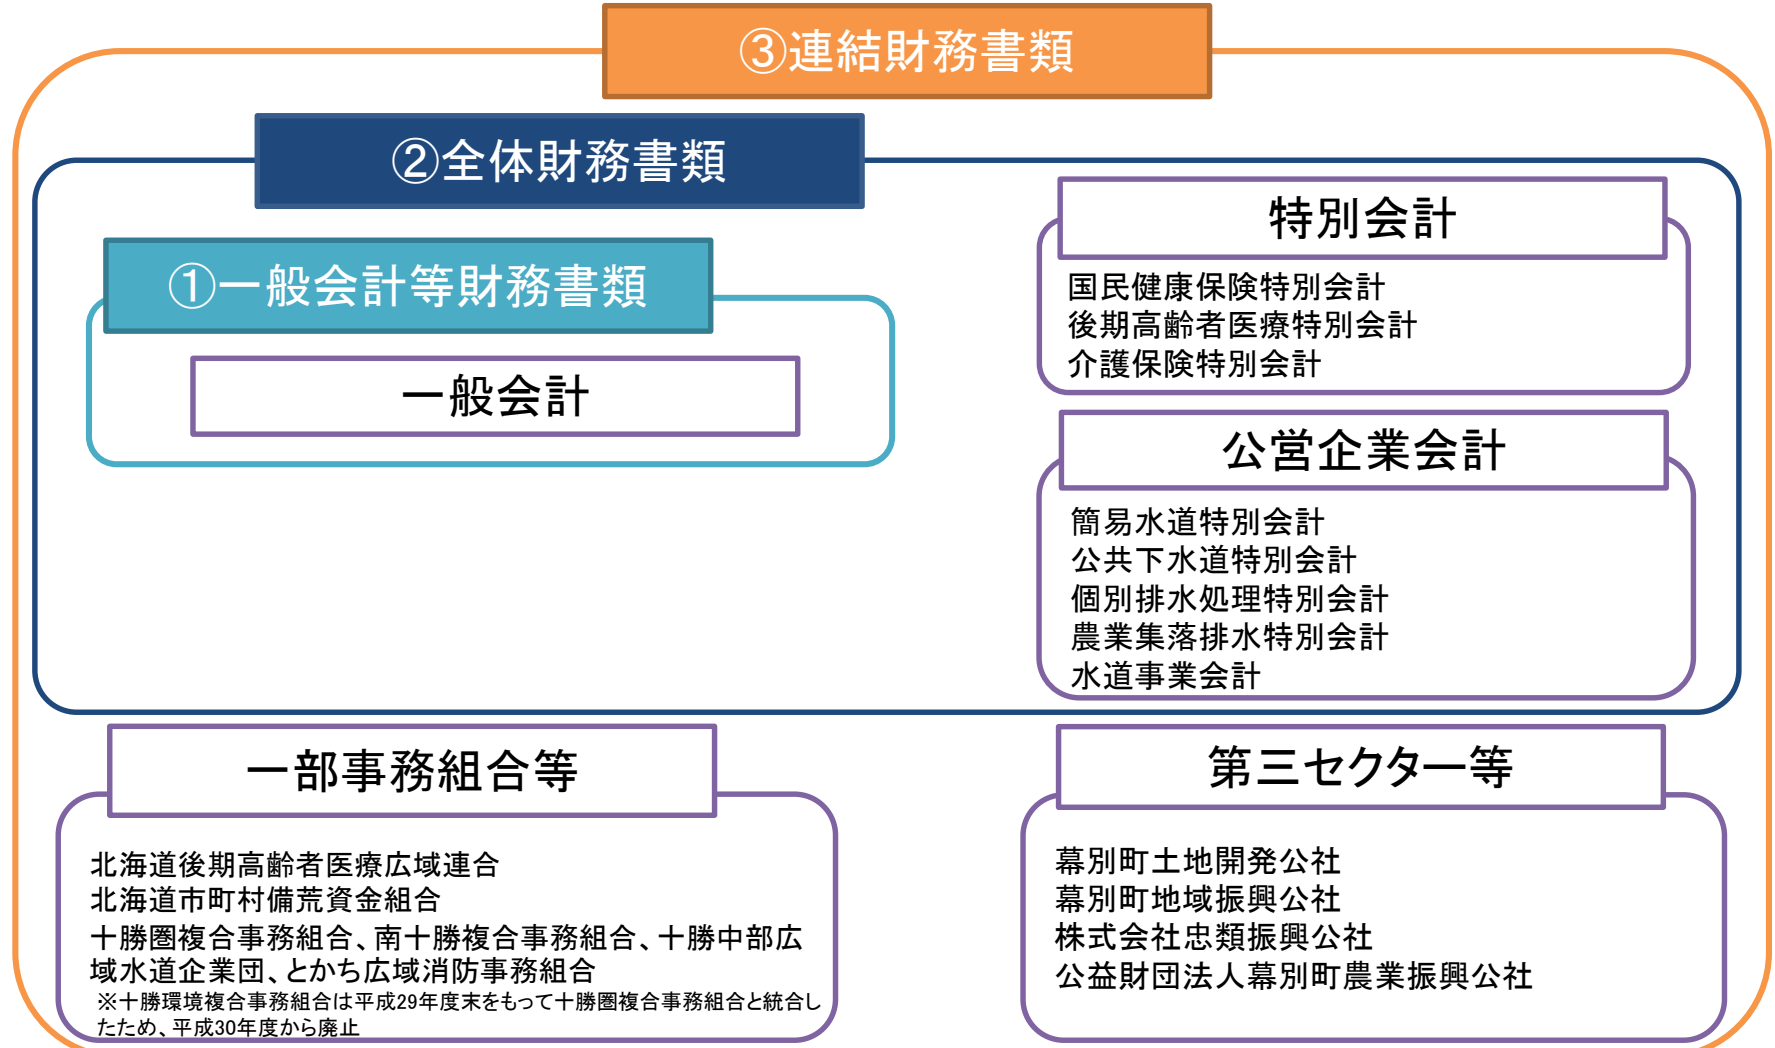 ③連結財務書類
②全体財務書類
①一般会計等財務書類
一般会計
特別会計
国民健康保険特別会計
後期高齢者医療特別会計
介護保険特別会計
公営企業会計
簡易水道特別会計
公共下水道特別会計
個別排水処理特別会計
農業集落排水特別会計
水道事業会計
一部事務組合等
北海道後期高齢者医療広域連合
北海道市町村備荒資金組合
十勝圏複合事務組合、南十勝複合事務組合、十勝中部広
域水道企業団、とかち広域消防事務組合
※十勝環境複合事務組合は平成29年度末をもって十勝圏複合事務組合と統合し
たため、平成30年度から廃止
第三セクター等
幕別町土地開発公社
幕別町地域振興公社
株式会社忠類振興公社
公益財団法人幕別町農業振興公社